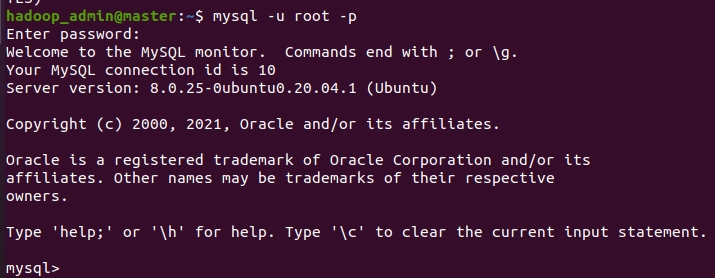 YES)
hadoop_admin@master:~$ mysql -u root -p
Enter password:
Welcome to the MySQL monitor.  Commands end with ; or \g.
Your MySQL connection id is 10
Server version: 8.0.25-0ubuntu0.20.04.1 (Ubuntu)
Copyright (c) 2000, 2021, Oracle and/or its affiliates.
Oracle is a registered trademark of Oracle Corporation and/or its
affiliates. Other names may be trademarks of their respective
owners.
Type 'help;' or '\h' for help. Type '\c' to clear the current input statement.
mysql>